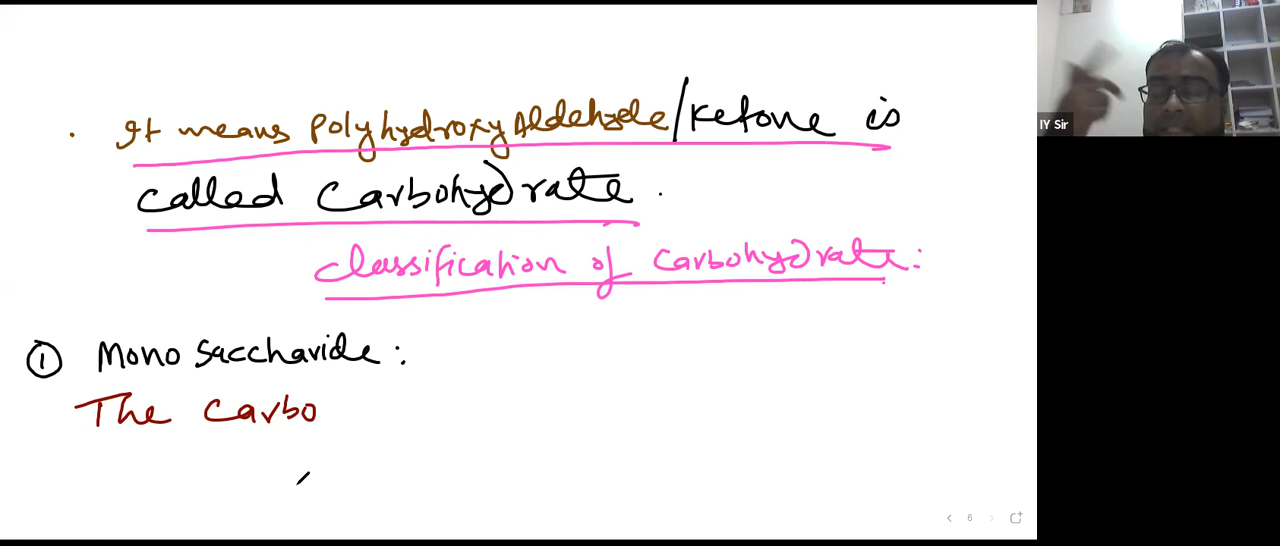 . It means polyhydroxy Aldehyde/Ketone is
called Carbohydrate.
classification of Carbohydrate:
① Mono Saccharide:
The Carbo
IY Sir
6